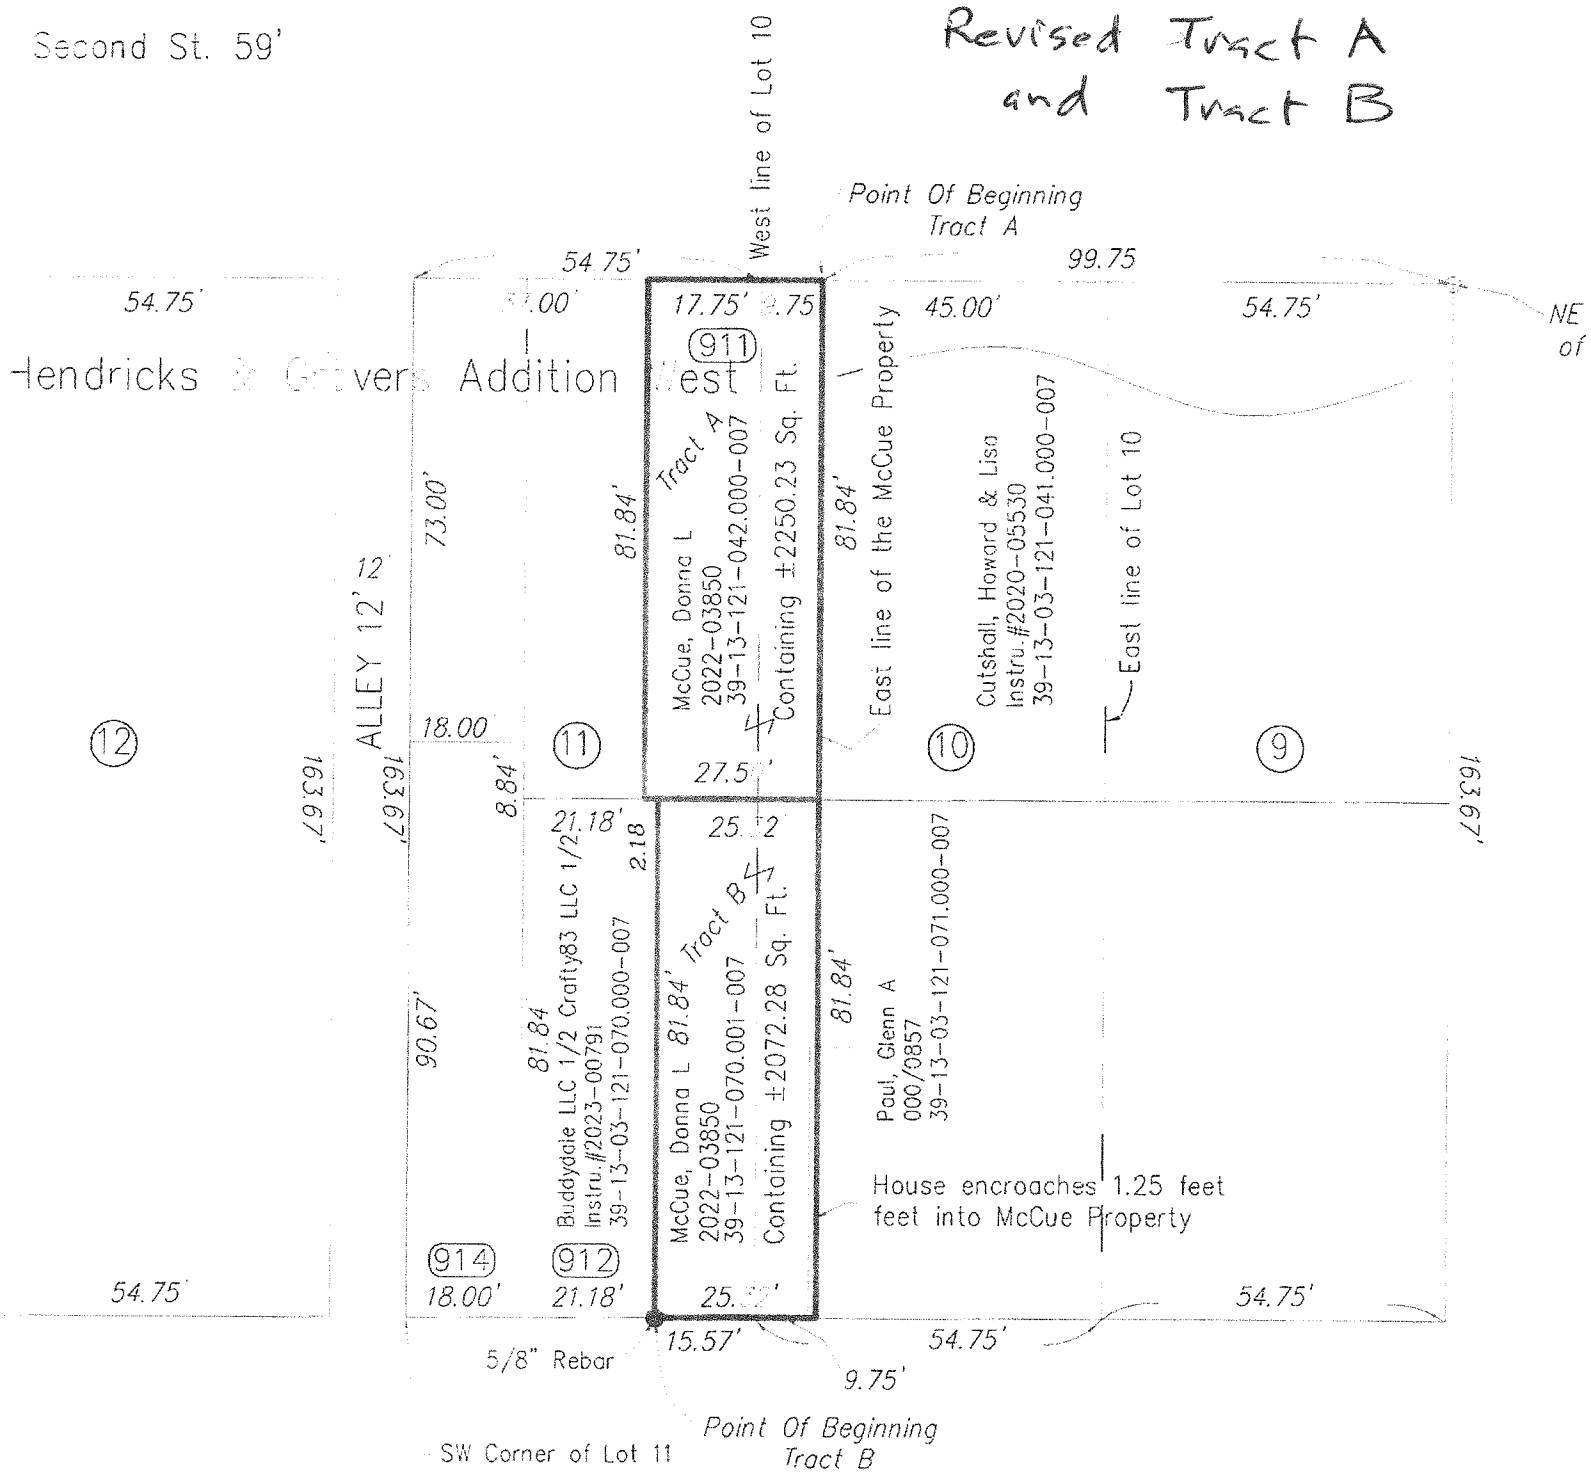 Second St. 59'
Revised Tract A
and Tract B
West line of Lot 10
Point Of Beginning
Tract A
54.75'
99.75
54.75'
17.75'
9.75
45.00'
54.75'
NE
of
911
Hendricks & Addition West
Tract A
McCue, Donna L
2022-03850
39-13-121-042.000-007
Containing ±2250.23 Sq. Ft.
81.84'
81.84'
East line of the McCue Property
Cutshall, Howard & Lisa
Instru.#2020-05530
39-13-03-121-041.000-007
East line of Lot 10
73.00'
12'
ALLEY 12'
18.00
12
11
10
9
163.67'
163.67'
8.84'
163.67'
21.18'
2.18
Buddydale LLC 1/2 Crafty83 LLC 1/2
Instru.#2023-00791
39-13-03-121-070.000-007
81.84
90.67'
Tract B
McCue, Donna L 81.84'
2022-03850
39-13-121-070.001-007
Containing ±2072.28 Sq. Ft.
81.84'
Paul, Glenn A
000/0857
39-13-03-121-071.000-007
House encroaches 1.25 feet
feet into McCue Property
914
912
54.75'
18.00'
21.18'
54.75'
15.57'
54.75'
9.75'
5/8" Rebar
Point Of Beginning
Tract B
SW Corner of Lot 11